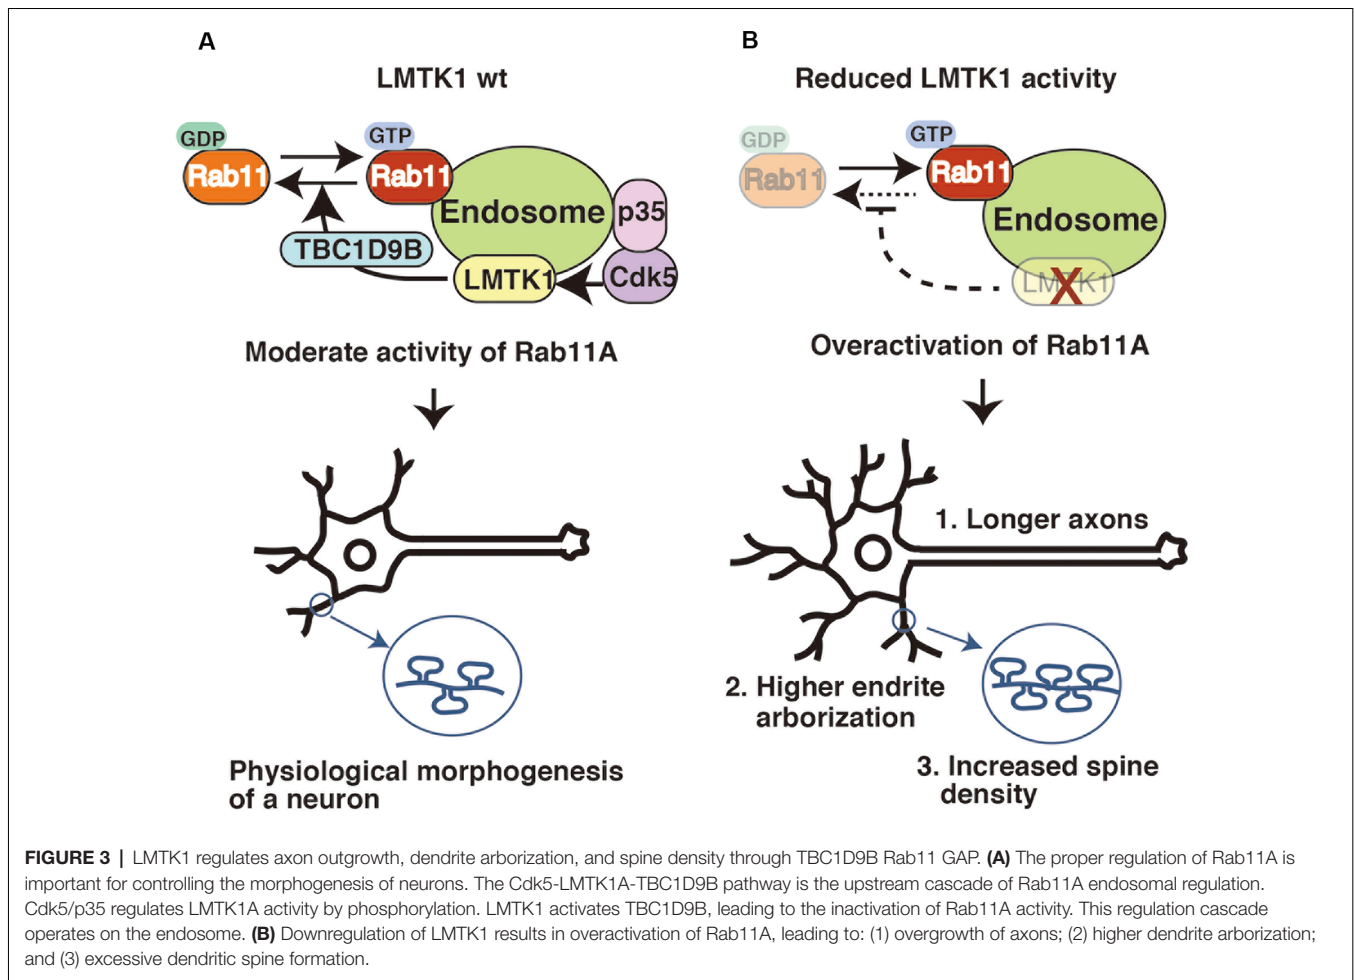 A
LMTK1 wt
GDP
Rab11
GTP
Rab11
Endosome
p35
TBC1D9B
LMTK1
Cdk5
Moderate activity of Rab11A
Physiological morphogenesis
of a neuron
B
Reduced LMTK1 activity
GDP
Rab11
GTP
Rab11
Endosome
LMTK1
X
Overactivation of Rab11A
1. Longer axons
2. Higher endrite
arborization
3. Increased spine
density
FIGURE 3 | LMTK1 regulates axon outgrowth, dendrite arborization, and spine density through TBC1D9B Rab11 GAP. (A) The proper regulation of Rab11A is
important for controlling the morphogenesis of neurons. The Cdk5-LMTK1A-TBC1D9B pathway is the upstream cascade of Rab11A endosomal regulation.
Cdk5/p35 regulates LMTK1A activity by phosphorylation. LMTK1 activates TBC1D9B, leading to the inactivation of Rab11A activity. This regulation cascade
operates on the endosome. (B) Downregulation of LMTK1 results in overactivation of Rab11A, leading to: (1) overgrowth of axons; (2) higher dendrite arborization;
and (3) excessive dendritic spine formation.